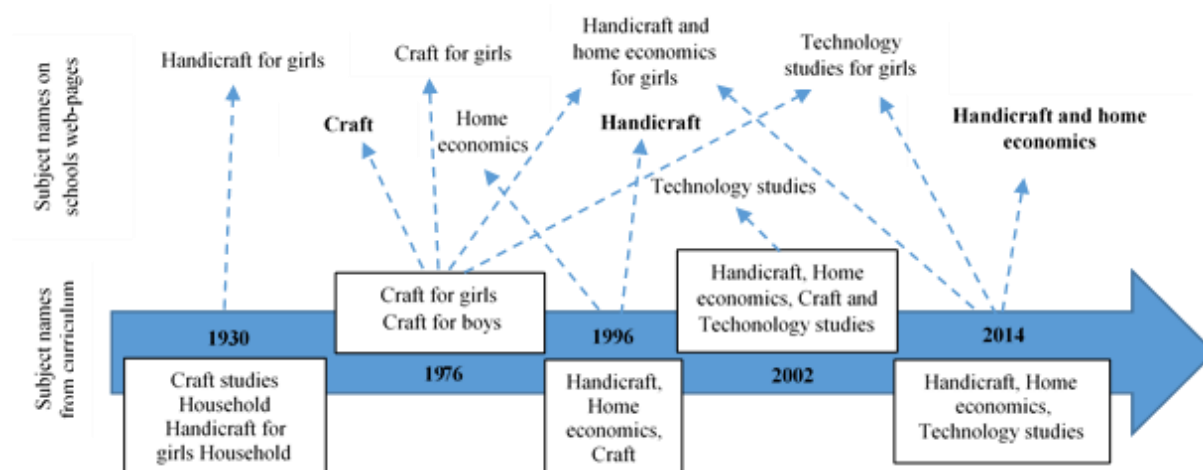 Subject names on
schools web-pages
Handicraft for girls
Craft for girls
Handicraft and
home economics
for girls
Technology
studies for girls
Craft
Home
economics
Handicraft
Handicraft and home
economics
Technology studies
Subject names
from curriculum
Craft for girls
Craft for boys
Handicraft, Home
economics, Craft and
Techonology studies
1930
1996
2014
1976
2002
Craft studies
Household
Handicraft for
girls Household
Handicraft,
Home
economics,
Craft
Handicraft, Home
economics,
Technology studies